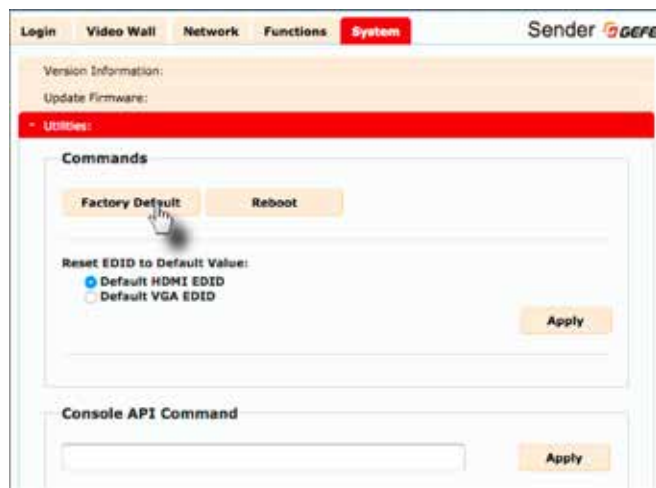 Login Video Wall Network Functions System Sender GEFE
Version Information:
Update Firmware:
Utilities:
Commands
Factory Default Reboot
Reset EDID to Default Value:
Default HDMI EDID
Default VGA EDID
Apply
Console API Command
Apply